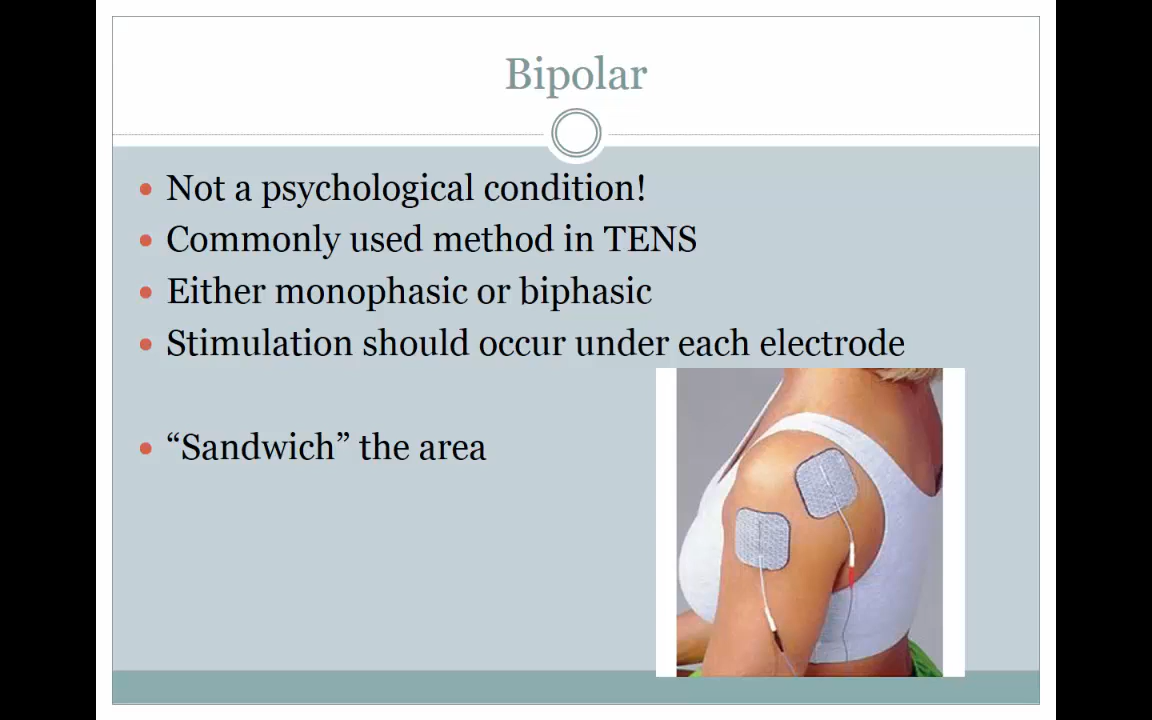 Bipolar
Not a psychological condition!
Commonly used method in TENS
Either monophasic or biphasic
Stimulation should occur under each electrode
“Sandwich” the area